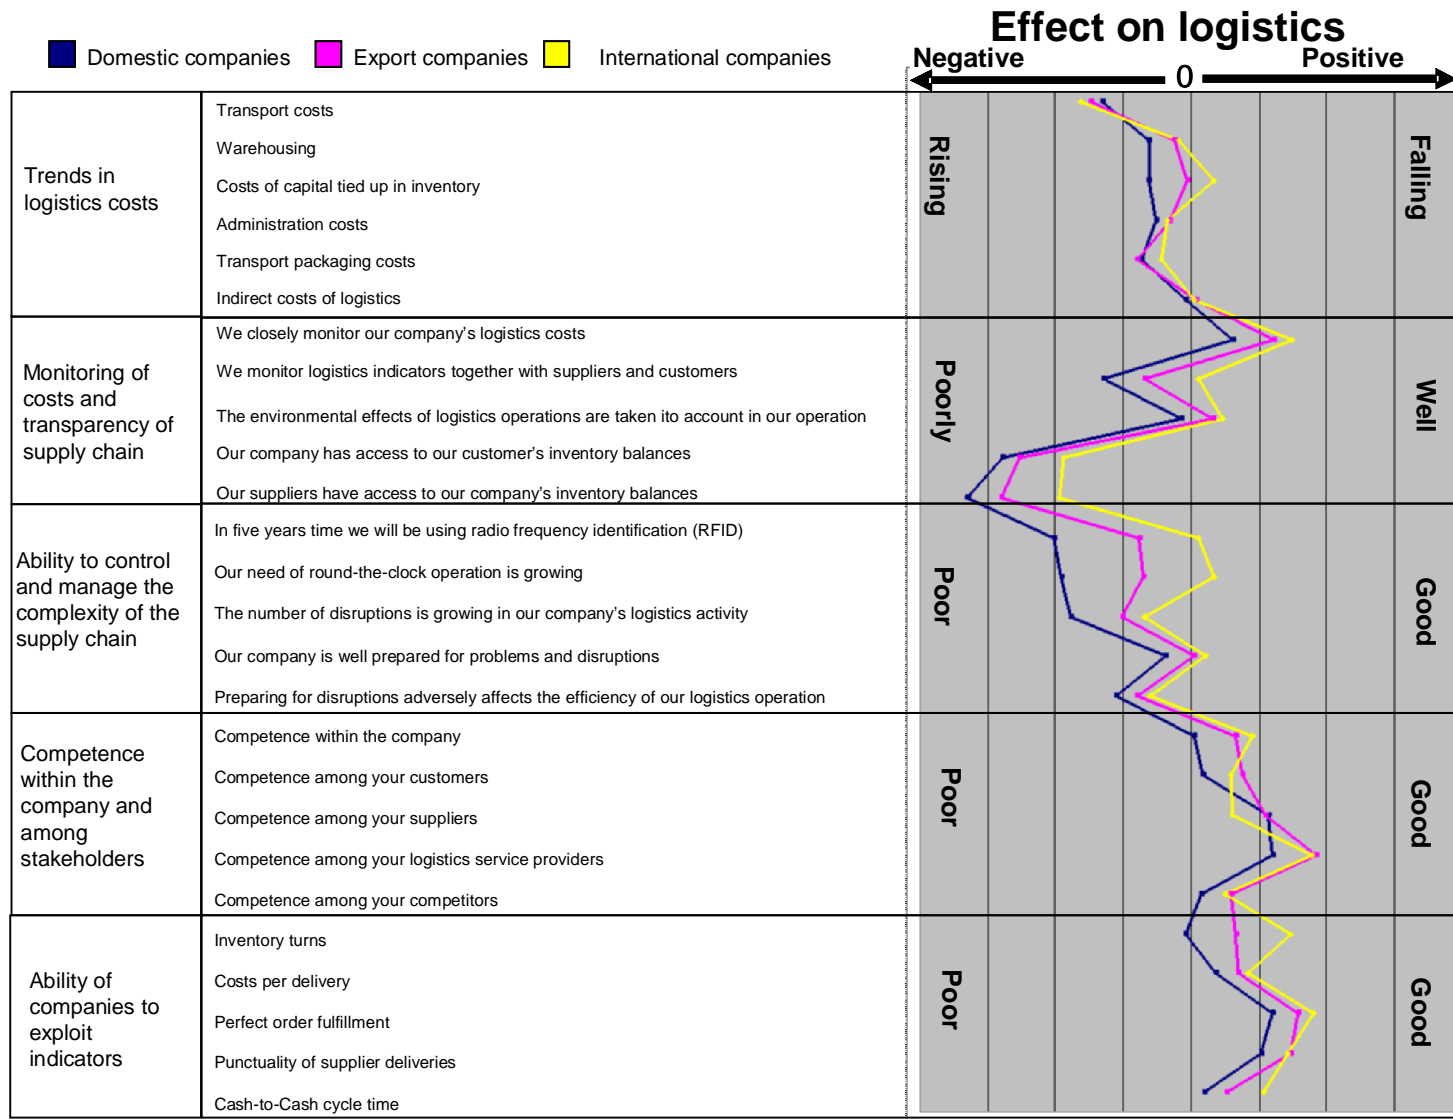 Effect on logistics
Domestic companies
Export companies
International companies
Negative
0
Positive
Trends in
logistics costs
Transport costs
Warehousing
Costs of capital tied up in inventory
Administration costs
Transport packaging costs
Indirect costs of logistics
Rising
Falling
Monitoring of
costs and
transparency of
supply chain
We closely monitor our company’s logistics costs
We monitor logistics indicators together with suppliers and customers
The environmental effects of logistics operations are taken ito account in our operation
Our company has access to our customer’s inventory balances
Our suppliers have access to our company’s inventory balances
Poorly
Well
Ability to control
and manage the
complexity of the
supply chain
In five years time we will be using radio frequency identification (RFID)
Our need of round-the-clock operation is growing
The number of disruptions is growing in our company’s logistics activity
Our company is well prepared for problems and disruptions
Preparing for disruptions adversely affects the efficiency of our logistics operation
Poor
Good
Competence
within the
company and
among
stakeholders
Competence within the company
Competence among your customers
Competence among your suppliers
Competence among your logistics service providers
Competence among your competitors
Poor
Good
Ability of
companies to
exploit
indicators
Inventory turns
Costs per delivery
Perfect order fulfillment
Punctuality of supplier deliveries
Cash-to-Cash cycle time
Poor
Good